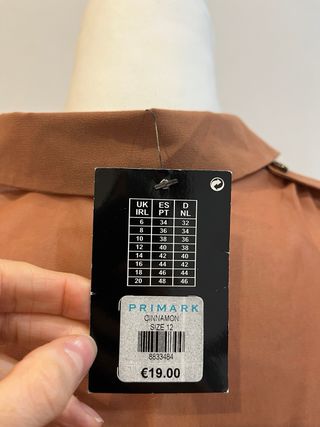 UK ES D
IRL PT NL
6 34 32
8 36 34
10 38 36
12 40 38
14 42 40
16 44 42
18 46 44
20 48 46
PRIMARK
CINNAMON
SIZE 12
8833484
€19.00